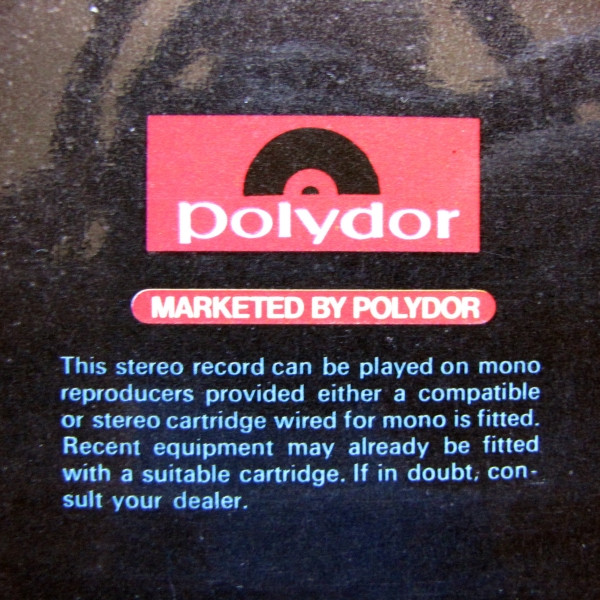 polydor
MARKETED BY POLYDOR
This stereo record can be played on mono
reproducers provided either a compatible
or stereo cartridge wired for mono is fitted.
Recent equipment may already be fitted
with a suitable cartridge. If in doubt, con-
sult your dealer.